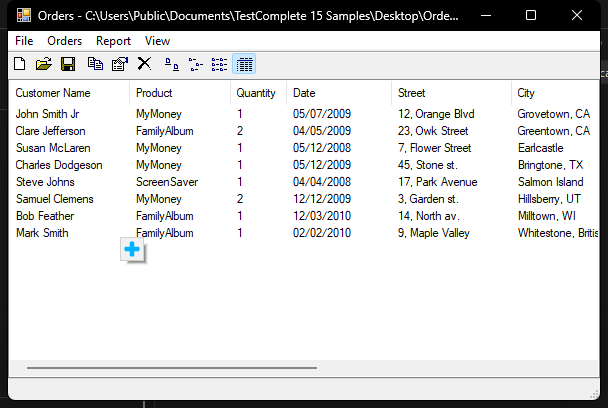 Orders - C:\Users\Public\Documents\TestComplete 15 Samples\Desktop\Orde...
File Orders Report View
Customer Name Product Quantity Date Street City
John Smith Jr MyMoney 1 05/07/2009 12, Orange Blvd Grovetown, CA
Clare Jefferson FamilyAlbum 2 04/05/2009 23, Owk Street Greentown, CA
Susan McLaren MyMoney 1 05/12/2008 7, Flower Street Earlcastle
Charles Dodgeson MyMoney 1 05/12/2009 45, Stone st. Bringtone, TX
Steve Johns ScreenSaver 1 04/04/2008 17, Park Avenue Salmon Island
Samuel Clemens MyMoney 2 12/12/2009 3, Garden st. Hillsberry, UT
Bob Feather FamilyAlbum 1 12/03/2010 14, North av. Milltown, WI
Mark Smith FamilyAlbum 1 02/02/2010 9, Maple Valley Whitestone, Britis